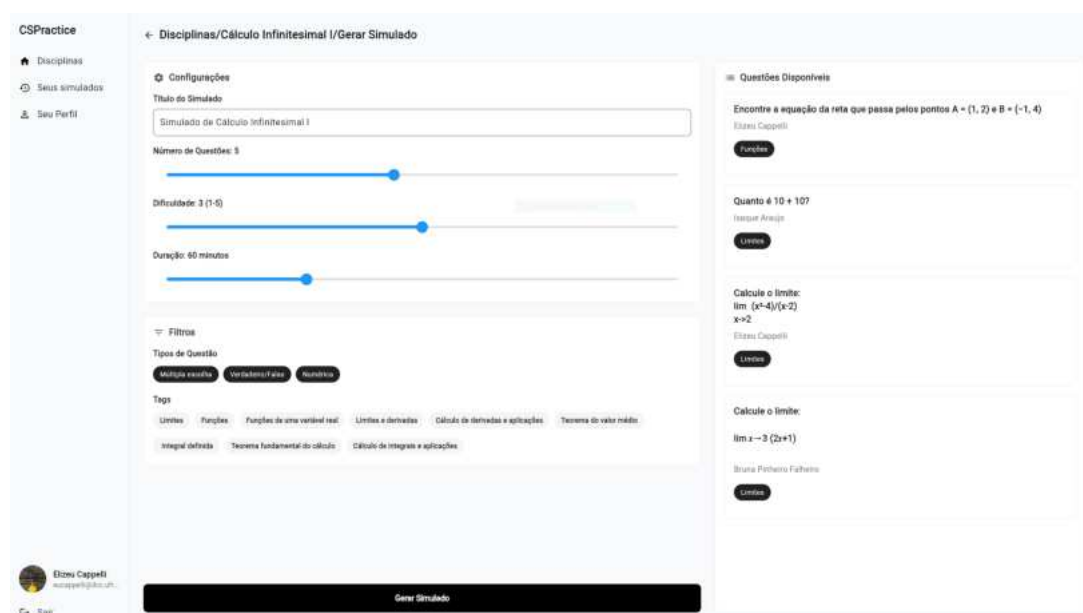 CSPractice
Disciplinas
Seus simulados
Seu Perfil
← Disciplinas/Cálculo Infinitesimal I/Gerar Simulado
Configurações
Título do Simulado
Simulado de Cálculo Infinitesimal I
Número de Questões: 5
Dificuldade: 3 (1-5)
Duração: 60 minutos
Filtros
Tipos de Questão
Múltipla escolha Verdadeiro/Falso Numérica
Tags
Limites Funções Funções de uma variável real Limites e derivadas Cálculo de derivadas e aplicações Teorema do valor médio
Integral definida Teorema fundamental do cálculo Cálculo de integrais e aplicações
Gerar Simulado
Questões Disponíveis
Encontre a equação da reta que passa pelos pontos A = (1, 2) e B = (−1, 4)
Elizeu Cappelli
Funções
Quanto é 10 + 10?
Isaque Araújo
Limites
Calcule o limite:
lim (x²-4)/(x-2)
x->2
Elizeu Cappelli
Limites
Calcule o limite:
lim x→3 (2x+1)
Bruna Pinheiro Falheiro
Limites
Elizeu Cappelli
Sair